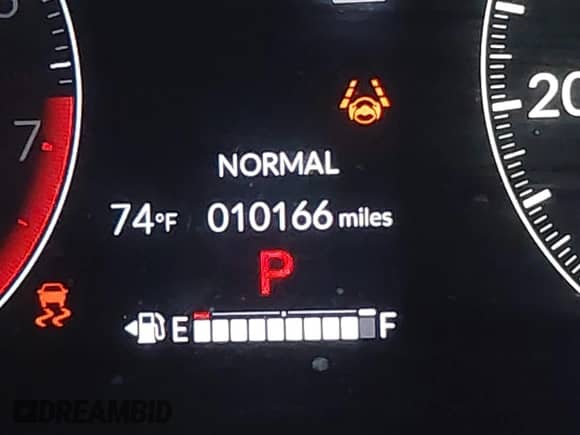 7
20
NORMAL
74°F 010166 miles
P
E F
DREAMBID